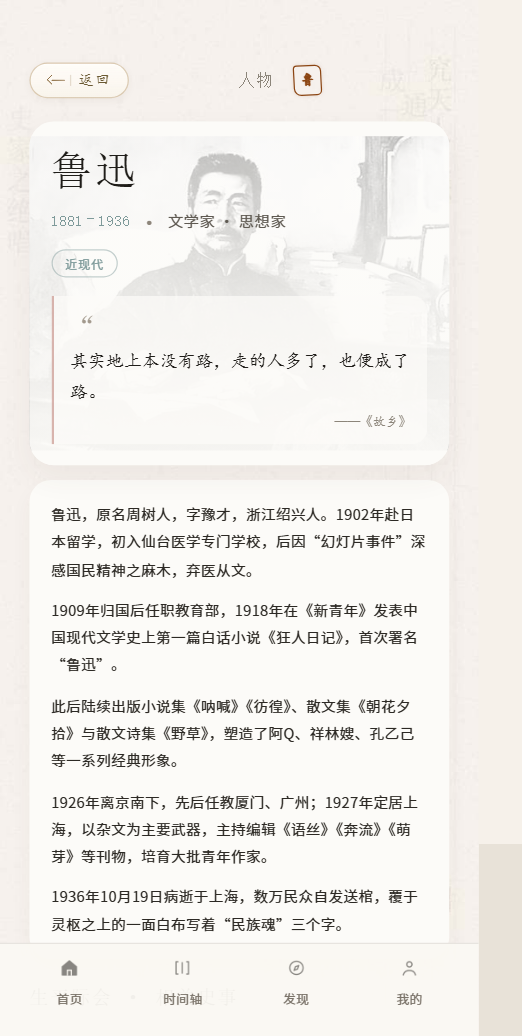 返回
人物
鲁迅
1881–1936 • 文学家 · 思想家
近现代
“
其实地上本没有路，走的人多了，也便成了
路。
——《故乡》
鲁迅，原名周树人，字豫才，浙江绍兴人。1902年赴日
本留学，初入仙台医学专门学校，后因“幻灯片事件”深
感国民精神之麻木，弃医从文。
1909年归国后任职教育部，1918年在《新青年》发表中
国现代文学史上第一篇白话小说《狂人日记》，首次署名
“鲁迅”。
此后陆续出版小说集《呐喊》《彷徨》、散文集《朝花夕
拾》与散文诗集《野草》，塑造了阿Q、祥林嫂、孔乙己
等一系列经典形象。
1926年离京南下，先后任教厦门、广州；1927年定居上
海，以杂文为主要武器，主持编辑《语丝》《奔流》《萌
芽》等刊物，培育大批青年作家。
1936年10月19日病逝于上海，数万民众自发送棺，覆于
灵枢之上的一面白布写着“民族魂”三个字。
首页
时间轴
发现
我的